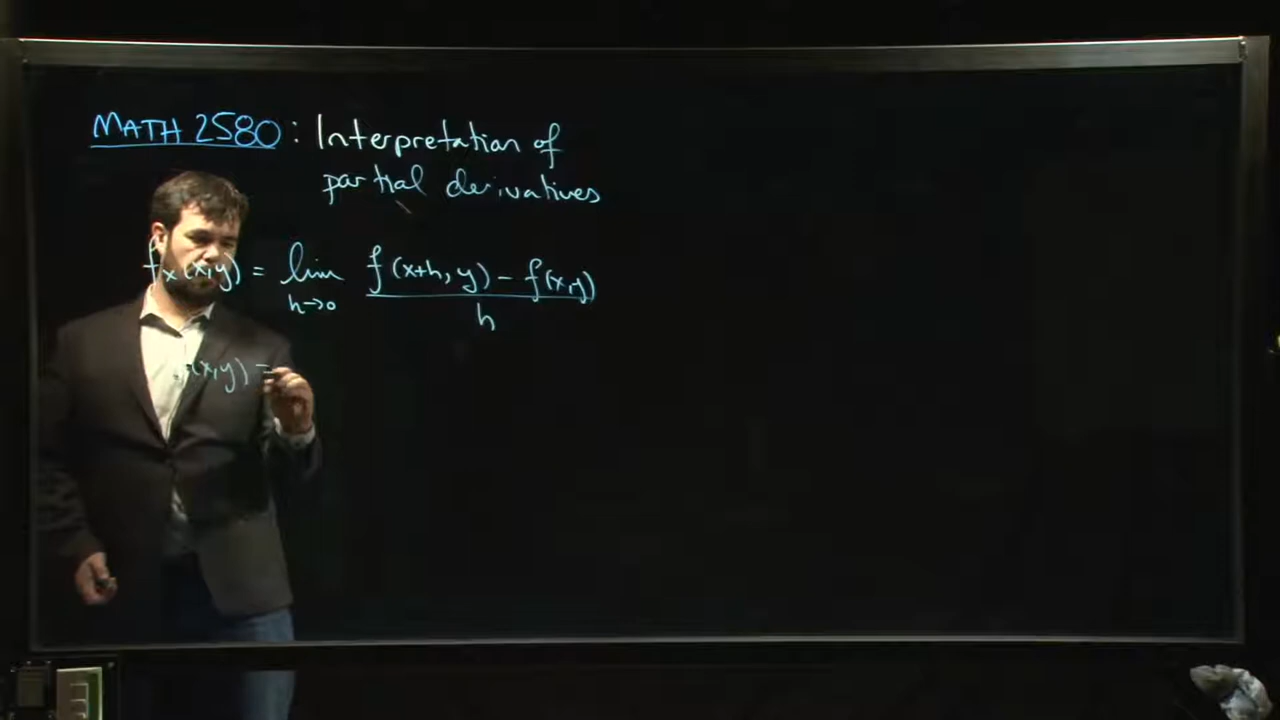 MATH 2580: Interpretation of
partial derivatives
fx(x,y) = lim h→0 f(x+h, y) - f(x,y) / h
(x,y) =